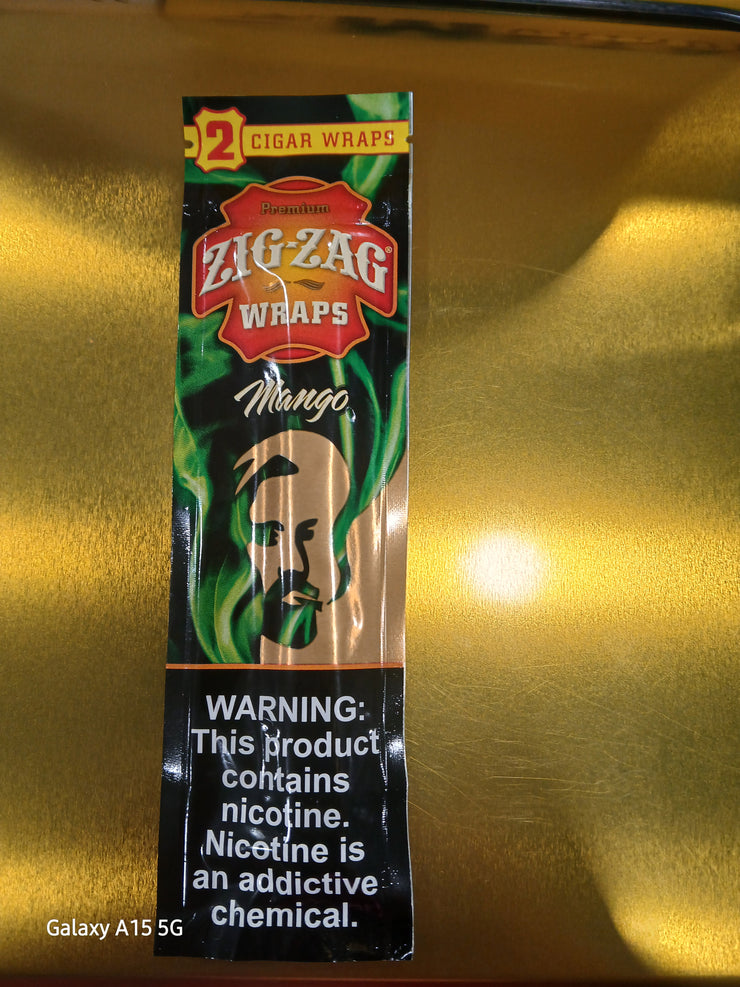 2 CIGAR WRAPS
Premium
ZIG-ZAG®
WRAPS
Mango
WARNING:
This product
contains
nicotine.
Nicotine is
an addictive
chemical.
Galaxy A15 5G